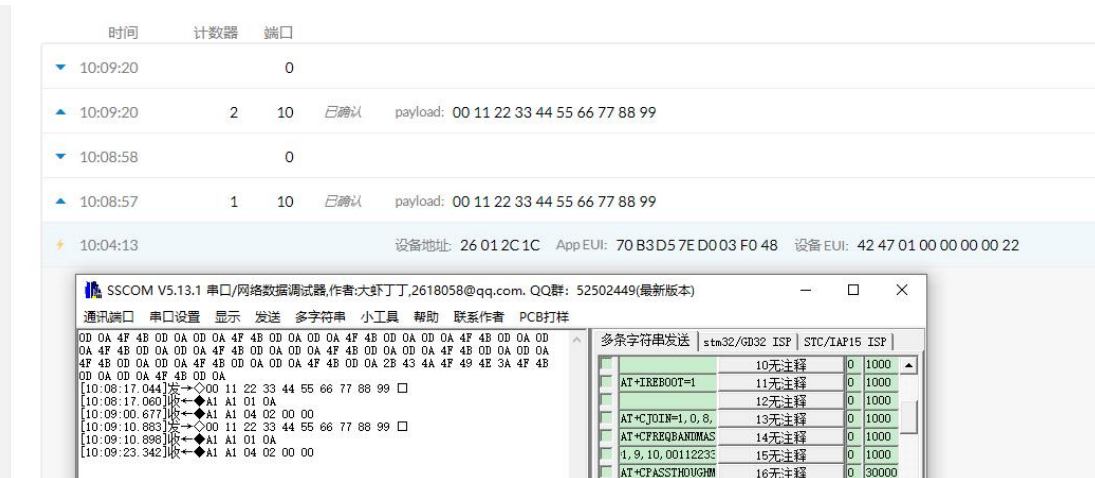 时间 计数器 端口
10:09:20 0
10:09:20 2 10 已确认 payload: 00 11 22 33 44 55 66 77 88 99
10:08:58 0
10:08:57 1 10 已确认 payload: 00 11 22 33 44 55 66 77 88 99
10:04:13 设备地址: 26 01 2C 1C App EUI: 70 B3 D5 7E D0 03 F0 48 设备 EUI: 42 47 01 00 00 00 00 22
SSCOM V5.13.1 串口/网络数据调试器,作者:大虾丁丁,2618058@qq.com. QQ群: 52502449(最新版本)
通讯端口 串口设置 显示 发送 多字符串 小工具 帮助 联系作者 PCB打样
0D 0A 4F 4B 0D 0A 0D 0A 4F 4B 0D 0A 0D 0A 4F 4B 0D 0A 0D 0A 4F 4B 0D 0A 0D
0A 4F 4B 0D 0A 0D 0A 4F 4B 0D 0A 0D 0A 4F 4B 0D 0A 0D 0A 4F 4B 0D 0A 0D 0A
4F 4B 0D 0A 0D 0A 4F 4B 0D 0A 0D 0A 4F 4B 0D 0A 2B 43 4A 4F 49 4E 3A 4F 4B
0D 0A 0D 0A 4F 4B 0D 0A
[10:08:17.044]发→◇00 11 22 33 44 55 66 77 88 99 □
[10:08:17.060]收←◆A1 A1 01 0A
[10:09:00.677]收←◆A1 A1 04 02 00 00
[10:09:10.883]发→◇00 11 22 33 44 55 66 77 88 99 □
[10:09:10.898]收←◆A1 A1 01 0A
[10:09:23.342]收←◆A1 A1 04 02 00 00
多条字符串发送 stm32/GD32 ISP STC/IAP15 ISP
10无注释 0 1000
AT+IREBOOT=1 11无注释 0 1000
12无注释 0 1000
AT+CJOIN=1,0,8, 13无注释 0 1000
AT+CFREQBANDMAS 14无注释 0 1000
1,9,10,00112233 15无注释 0 1000
AT+CPASSTHOUGHM 16无注释 0 30000